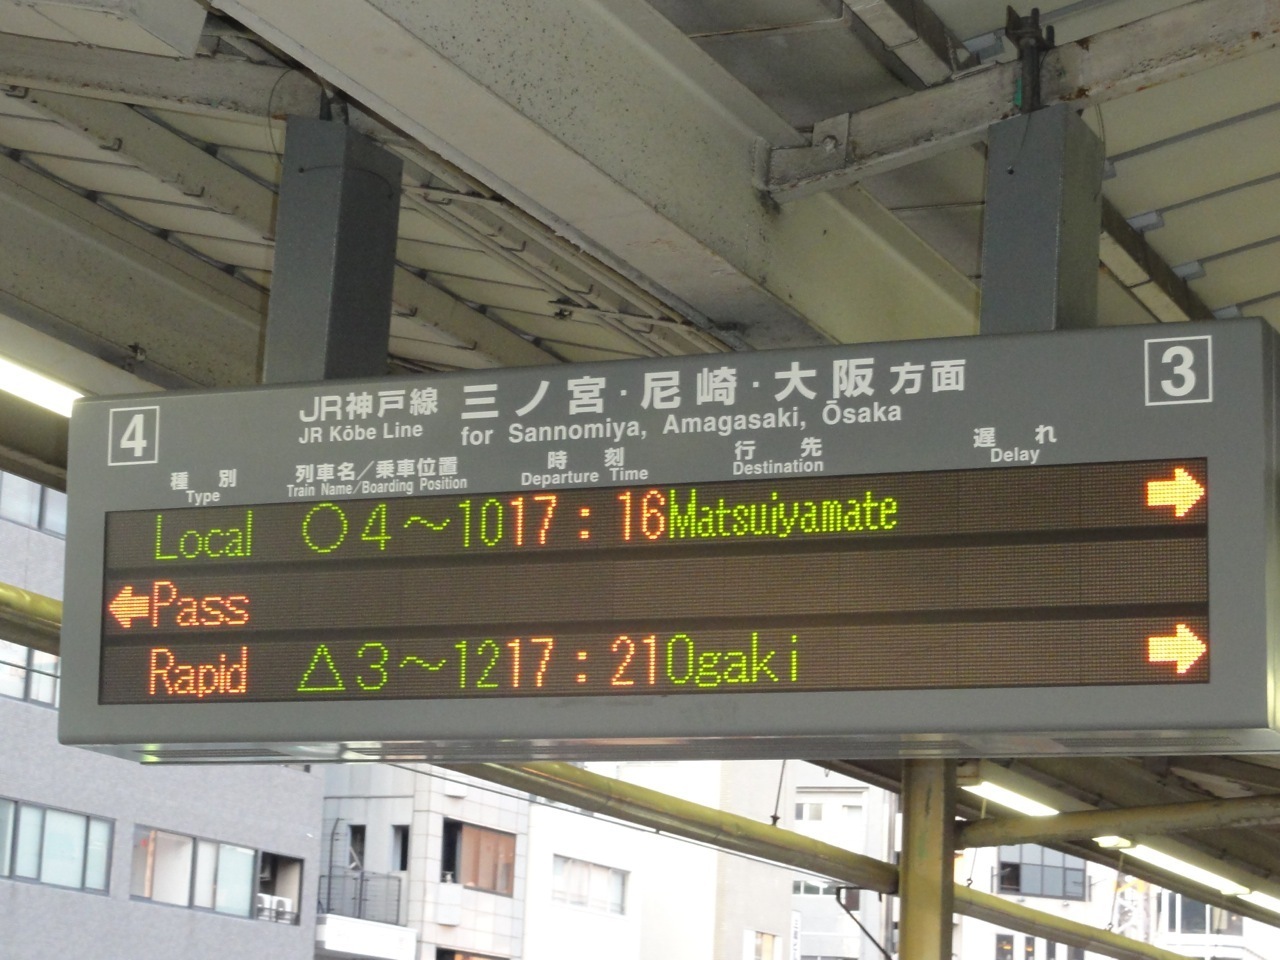 4 JR神戸線 三ノ宮・尼崎・大阪方面 3
JR Kōbe Line for Sannomiya, Amagasaki, Ōsaka
種別 列車名/乗車位置 時刻 行先 遅れ
Type Train Name/Boarding Position Departure Time Destination Delay
Local ○4~10 17:16 Matsuiyamate →
← Pass
Rapid △3~12 17:21 Ogaki →